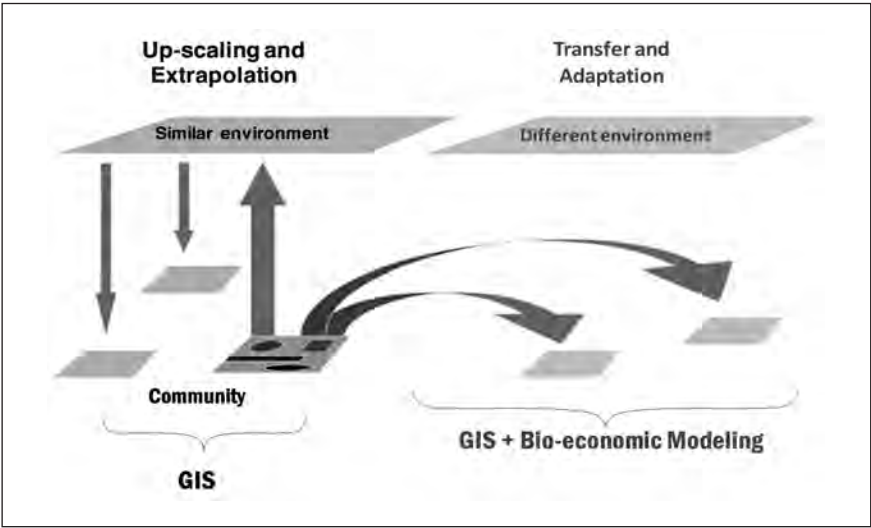 Up-scaling and
Extrapolation
Transfer and
Adaptation
Similar environment
Different environment
Community
GIS
GIS + Bio-economic Modeling